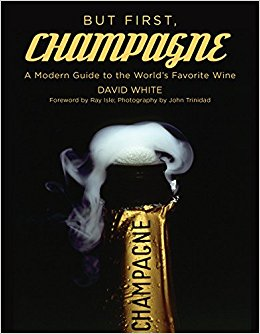 BUT FIRST,
CHAMPAGNE
A Modern Guide to the World's Favorite Wine
DAVID WHITE
Foreword by Ray Isle; Photography by John Trinidad
CHAMPAGNE